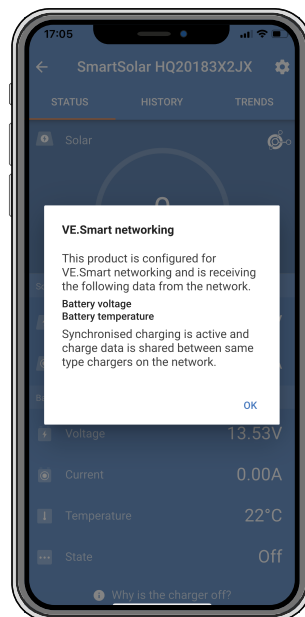 17:05
SmartSolar HQ20183X2JX
STATUS HISTORY TRENDS
Solar
VE.Smart networking
This product is configured for
VE.Smart networking and is receiving
the following data from the network.
Battery voltage
Battery temperature
Synchronised charging is active and
charge data is shared between same
type chargers on the network.
OK
Voltage 13.53V
Current 0.00A
Temperature 22°C
State Off
Why is the charger off?